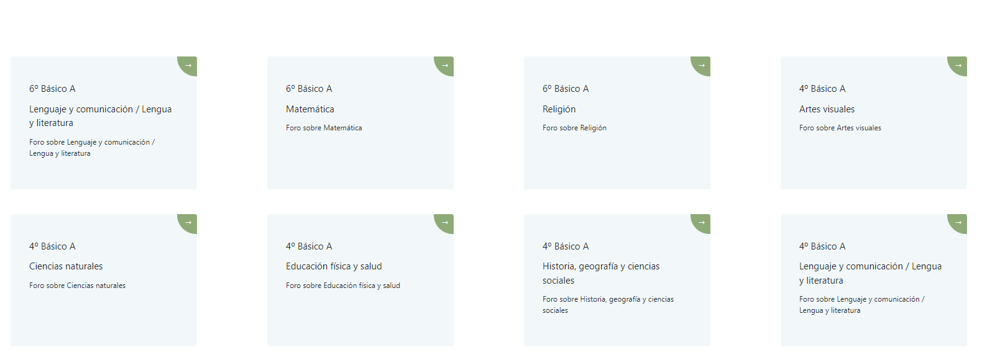 →
6º Básico A
Lenguaje y comunicación / Lengua
y literatura
Foro sobre Lenguaje y comunicación /
Lengua y literatura
→
6º Básico A
Matemática
Foro sobre Matemática
→
6º Básico A
Religión
Foro sobre Religión
→
4º Básico A
Artes visuales
Foro sobre Artes visuales
→
4º Básico A
Ciencias naturales
Foro sobre Ciencias naturales
→
4º Básico A
Educación física y salud
Foro sobre Educación física y salud
→
4º Básico A
Historia, geografía y ciencias
sociales
Foro sobre Historia, geografía y ciencias
sociales
→
4º Básico A
Lenguaje y comunicación / Lengua
y literatura
Foro sobre Lenguaje y comunicación /
Lengua y literatura